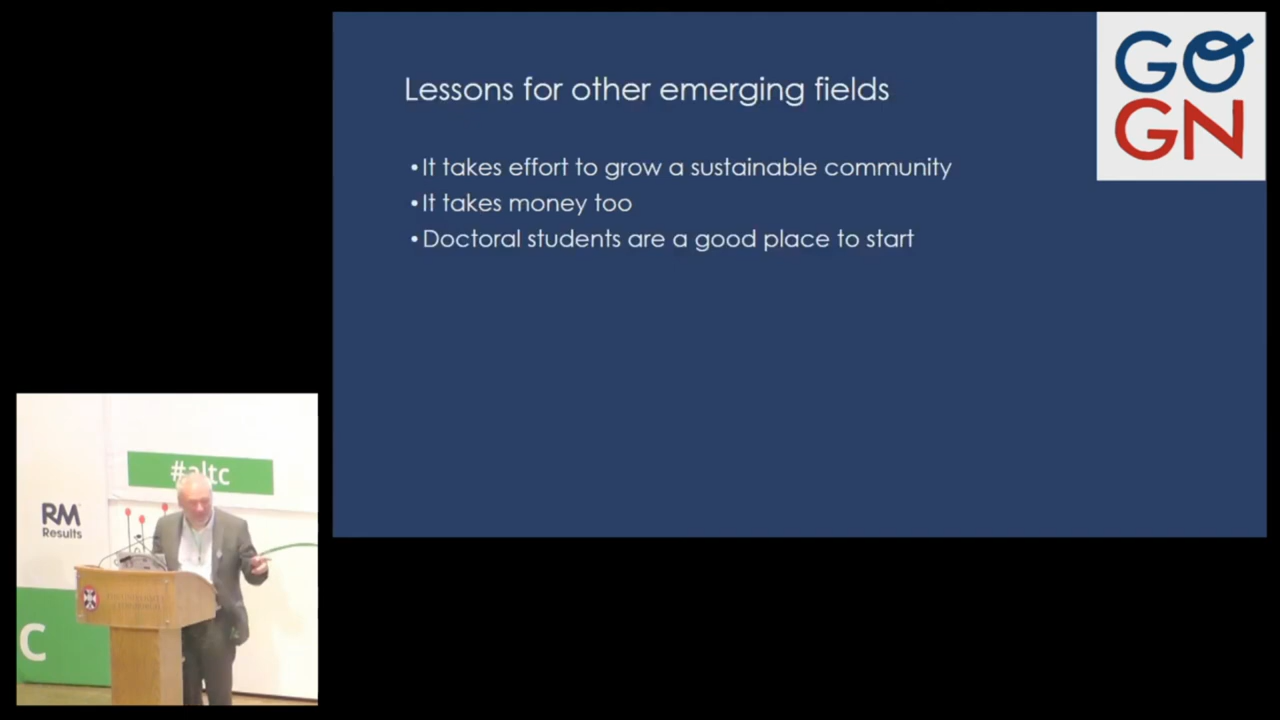 GO
GN
Lessons for other emerging fields
•It takes effort to grow a sustainable community
•It takes money too
•Doctoral students are a good place to start
#altc
RM
Results
C